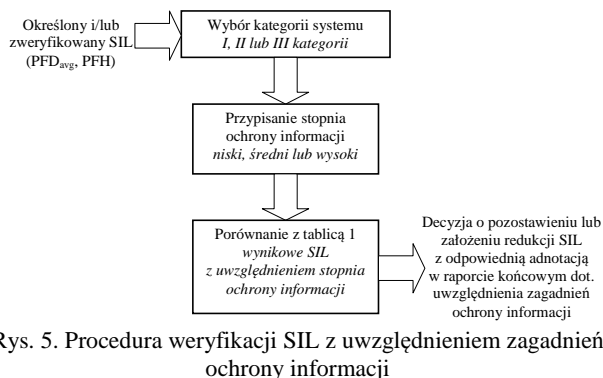 Określony i/lub
zweryfikowany SIL
(PFDavg, PFH)
Wybór kategorii systemu
I, II lub III kategorii
Przypisanie stopnia
ochrony informacji
niski, średni lub wysoki
Porównanie z tablicą 1
wynikowe SIL
z uwzględnieniem stopnia
ochrony informacji
Decyzja o pozostawieniu lub
założeniu redukcji SIL
z odpowiednią adnotacją
w raporcie końcowym dot.
uwzględnienia zagadnień
ochrony informacji
Rys. 5. Procedura weryfikacji SIL z uwzględnieniem zagadnień
ochrony informacji